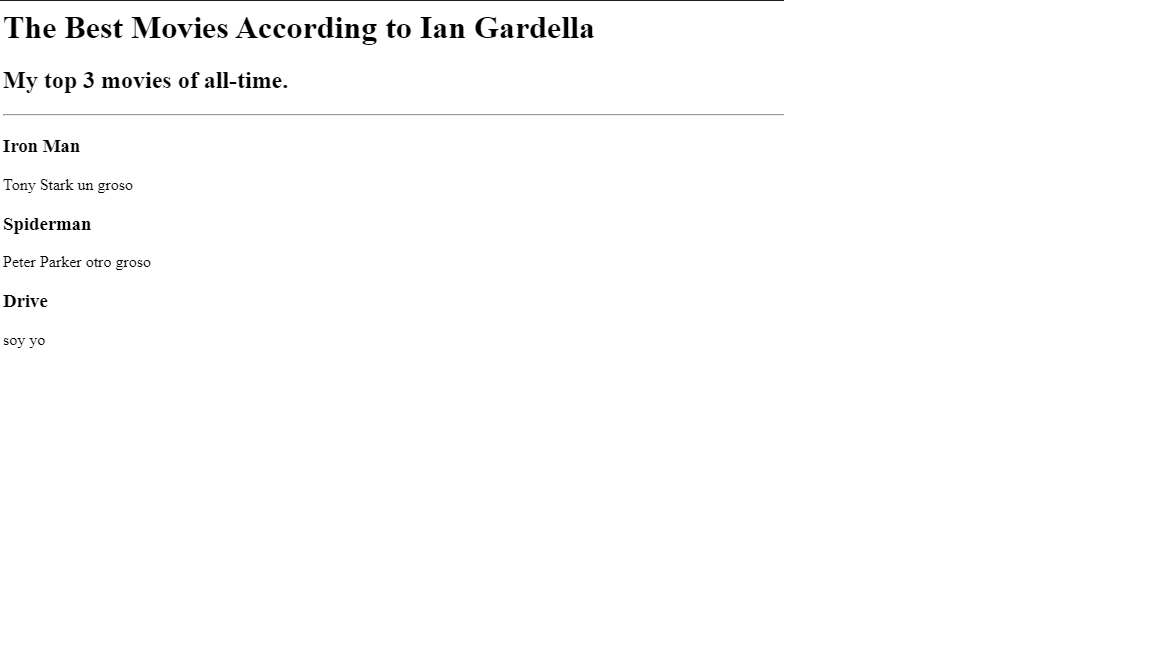 The Best Movies According to Ian Gardella
My top 3 movies of all-time.
Iron Man
Tony Stark un groso
Spiderman
Peter Parker otro groso
Drive
soy yo